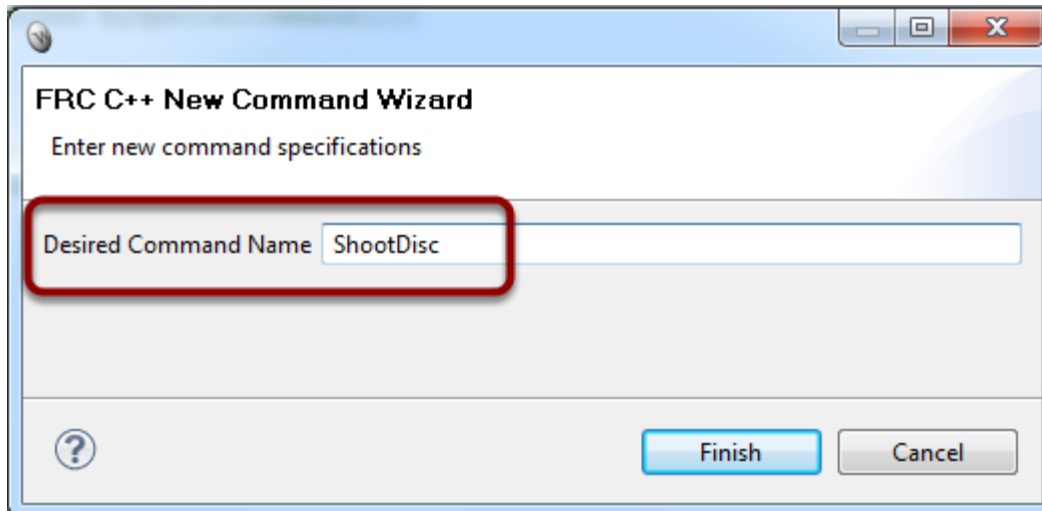 FRC C++ New Command Wizard
Enter new command specifications
Desired Command Name ShootDisc
Finish Cancel